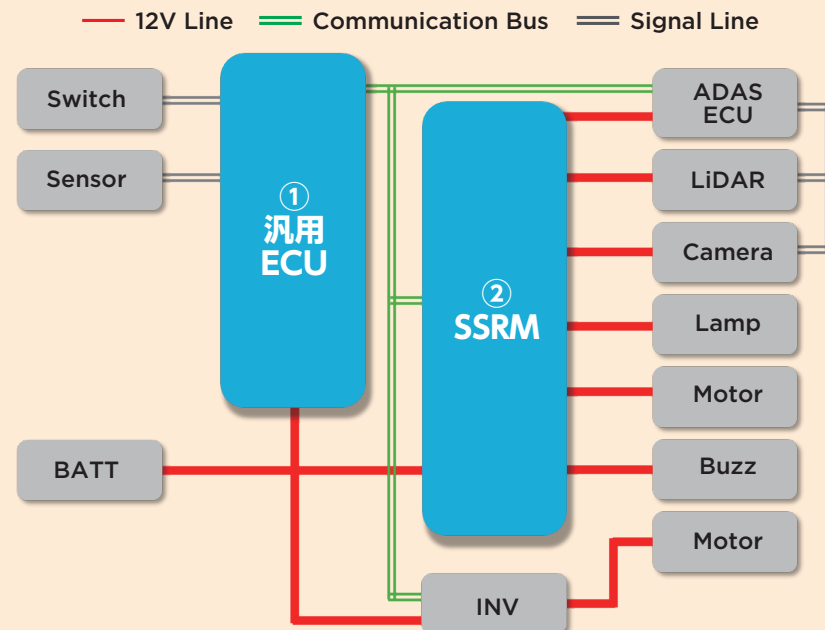 12V Line Communication Bus Signal Line
Switch
Sensor
BATT
①
汎用
ECU
②
SSRM
INV
ADAS
ECU
LiDAR
Camera
Lamp
Motor
Buzz
Motor